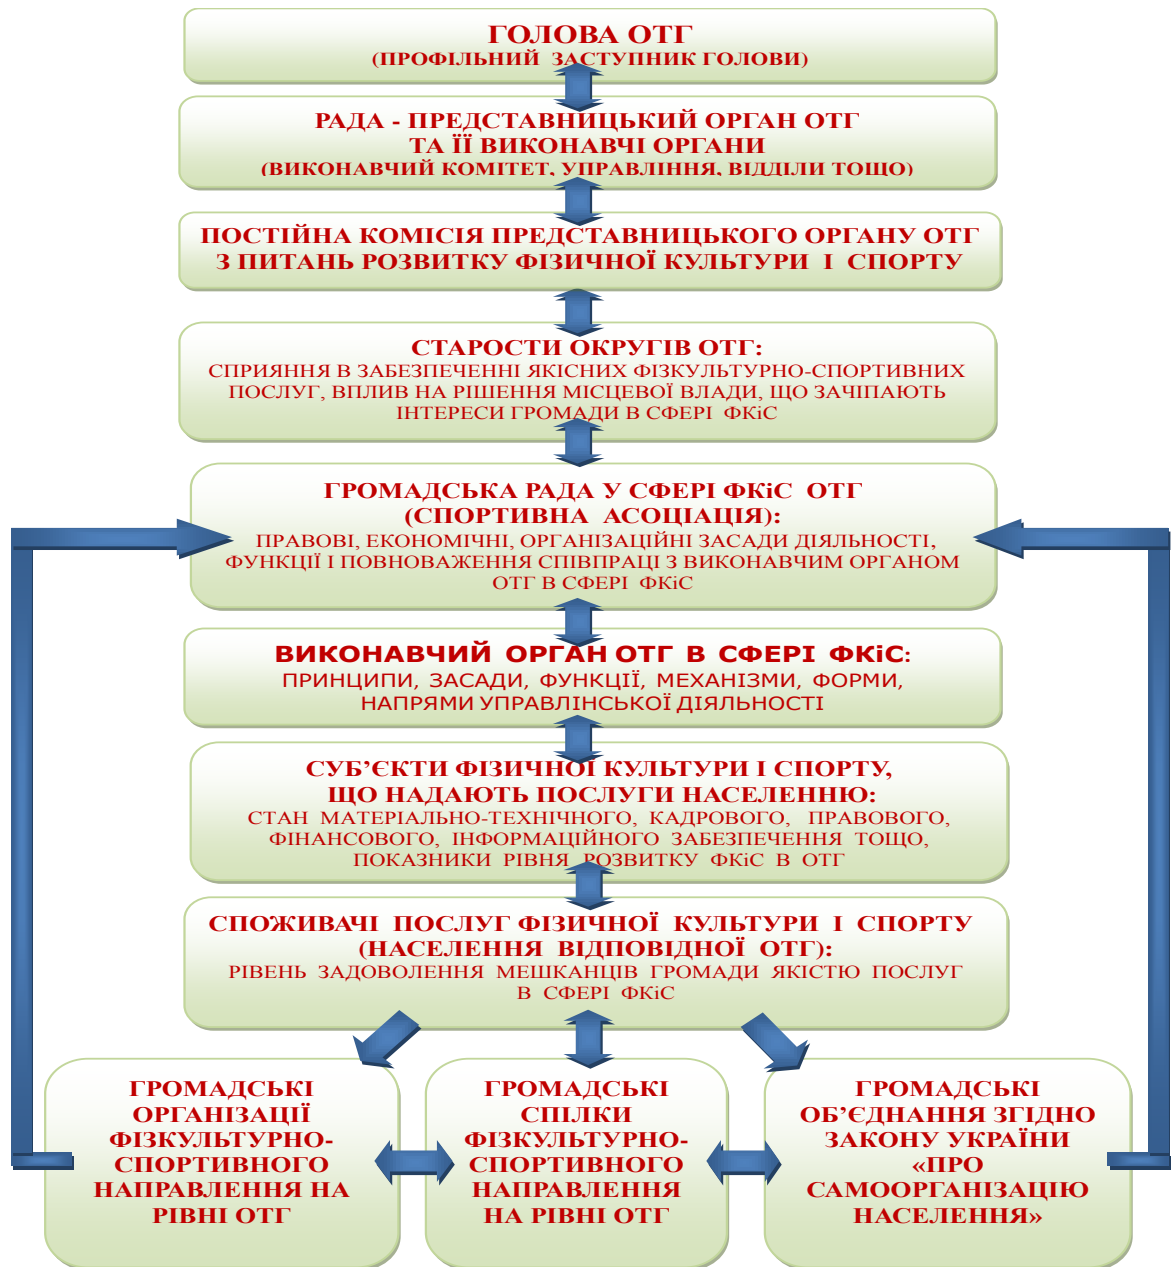 ГОЛОВА ОТГ
(ПРОФІЛЬНИЙ ЗАСТУПНИК ГОЛОВИ)
РАДА - ПРЕДСТАВНИЦЬКИЙ ОРГАН ОТГ
ТА ЇЇ ВИКОНАВЧІ ОРГАНИ
(ВИКОНАВЧИЙ КОМІТЕТ, УПРАВЛІННЯ, ВІДДІЛИ ТОЩО)
ПОСТІЙНА КОМІСІЯ ПРЕДСТАВНИЦЬКОГО ОРГАНУ ОТГ
З ПИТАНЬ РОЗВИТКУ ФІЗИЧНОЇ КУЛЬТУРИ І СПОРТУ
СТАРОСТИ ОКРУГІВ ОТГ:
СПРИЯННЯ В ЗАБЕЗПЕЧЕННІ ЯКІСНИХ ФІЗКУЛЬТУРНО-СПОРТИВНИХ
ПОСЛУГ, ВПЛИВ НА РІШЕННЯ МІСЦЕВОЇ ВЛАДИ, ЩО ЗАЧІПАЮТЬ
ІНТЕРЕСИ ГРОМАДИ В СФЕРІ ФКіС
ГРОМАДСЬКА РАДА У СФЕРІ ФКіС ОТГ
(СПОРТИВНА АСОЦІАЦІЯ):
ПРАВОВІ, ЕКОНОМІЧНІ, ОРГАНІЗАЦІЙНІ ЗАСАДИ ДІЯЛЬНОСТІ,
ФУНКЦІЇ І ПОВНОВАЖЕННЯ СПІВПРАЦІ З ВИКОНАВЧИМ ОРГАНОМ
ОТГ В СФЕРІ ФКіС
ВИКОНАВЧИЙ ОРГАН ОТГ В СФЕРІ ФКіС:
ПРИНЦИПИ, ЗАСАДИ, ФУНКЦІЇ, МЕХАНІЗМИ, ФОРМИ,
НАПРЯМИ УПРАВЛІНСЬКОЇ ДІЯЛЬНОСТІ
СУБ’ЄКТИ ФІЗИЧНОЇ КУЛЬТУРИ І СПОРТУ,
ЩО НАДАЮТЬ ПОСЛУГИ НАСЕЛЕННЮ:
СТАН МАТЕРІАЛЬНО-ТЕХНІЧНОГО, КАДРОВОГО, ПРАВОВОГО,
ФІНАНСОВОГО, ІНФОРМАЦІЙНОГО ЗАБЕЗПЕЧЕННЯ ТОЩО,
ПОКАЗНИКИ РІВНЯ РОЗВИТКУ ФКіС В ОТГ
СПОЖИВАЧІ ПОСЛУГ ФІЗИЧНОЇ КУЛЬТУРИ І СПОРТУ
(НАСЕЛЕННЯ ВІДПОВІДНОЇ ОТГ):
РІВЕНЬ ЗАДОВОЛЕННЯ МЕШКАНЦІВ ГРОМАДИ ЯКІСТЮ ПОСЛУГ
В СФЕРІ ФКіС
ГРОМАДСЬКІ
ОРГАНІЗАЦІЇ
ФІЗКУЛЬТУРНО-
СПОРТИВНОГО
НАПРАВЛЕННЯ НА
РІВНІ ОТГ
ГРОМАДСЬКІ
СПІЛКИ
ФІЗКУЛЬТУРНО-
СПОРТИВНОГО
НАПРАВЛЕННЯ
НА РІВНІ ОТГ
ГРОМАДСЬКІ
ОБ’ЄДНАННЯ ЗГІДНО
ЗАКОНУ УКРАЇНИ
«ПРО
САМООРГАНІЗАЦІЮ
НАСЕЛЕННЯ»